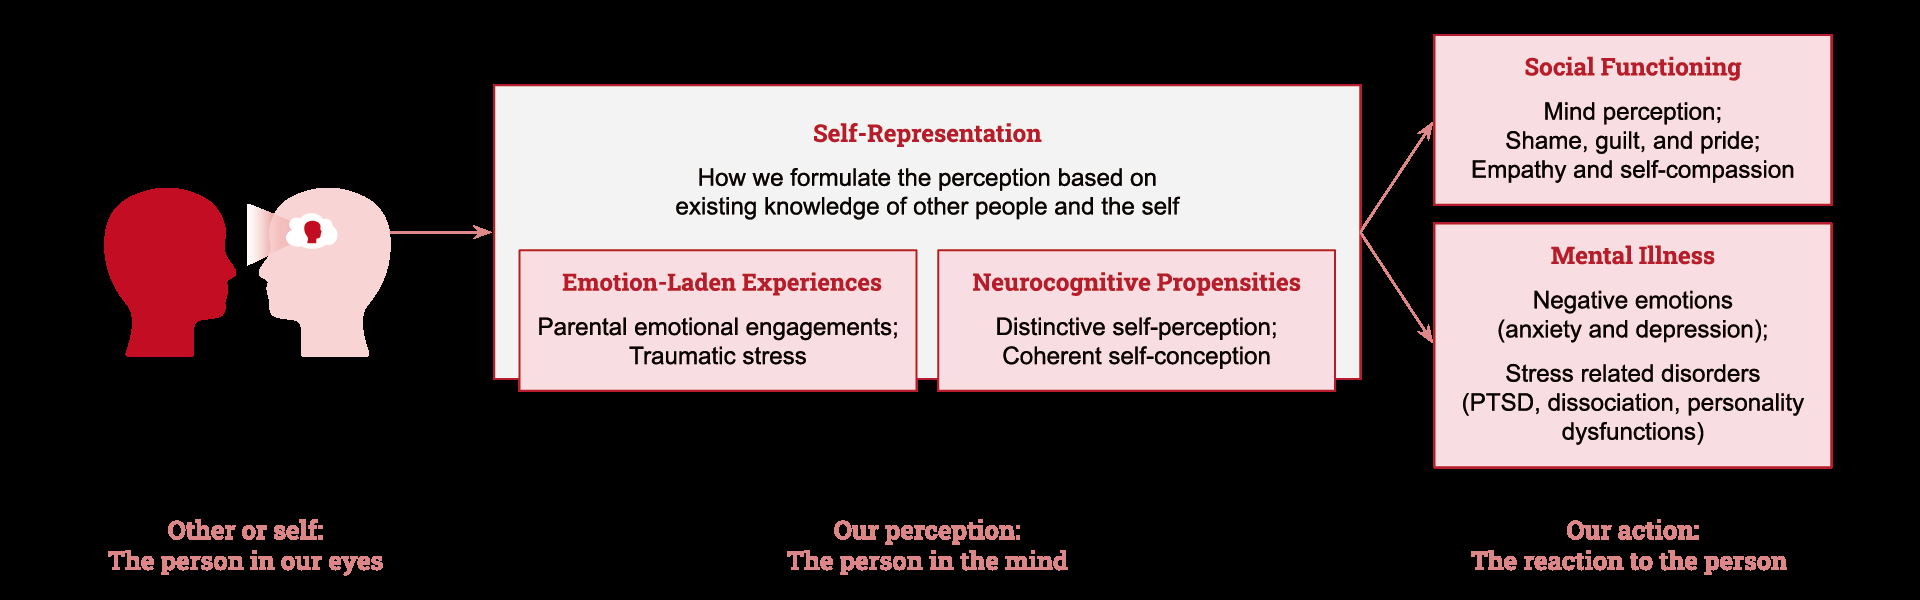 Self-Representation
How we formulate the perception based on
existing knowledge of other people and the self
Emotion-Laden Experiences
Parental emotional engagements;
Traumatic stress
Neurocognitive Propensities
Distinctive self-perception;
Coherent self-conception
Social Functioning
Mind perception;
Shame, guilt, and pride;
Empathy and self-compassion
Mental Illness
Negative emotions
(anxiety and depression);
Stress related disorders
(PTSD, dissociation, personality
dysfunctions)
Other or self:
The person in our eyes
Our perception:
The person in the mind
Our action:
The reaction to the person